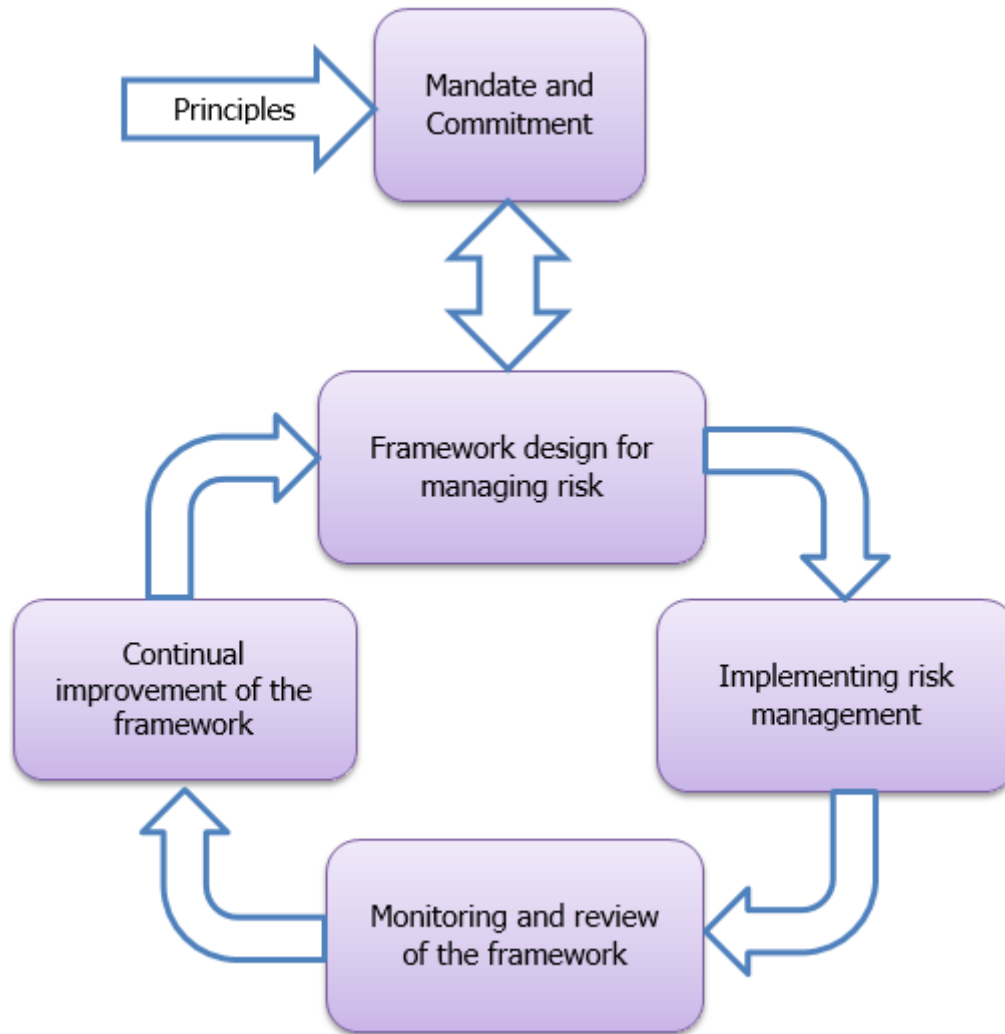 Principles
Mandate and
Commitment
Framework design for
managing risk
Continual
improvement of the
framework
Implementing risk
management
Monitoring and review
of the framework